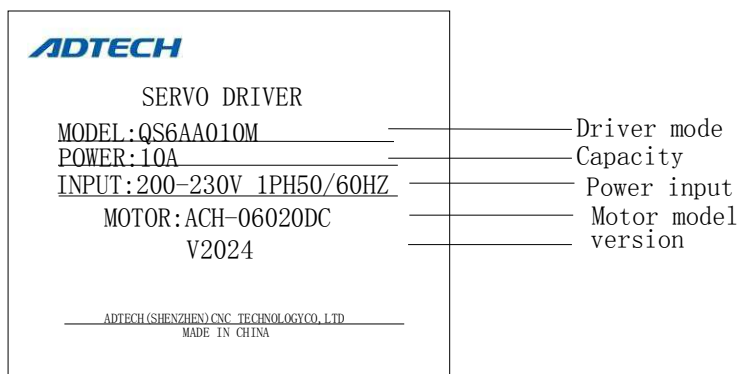 ADTECH
SERVO DRIVER
MODEL:QS6AA010M
Driver mode
POWER:10A
Capacity
INPUT:200-230V 1PH50/60HZ
Power input
MOTOR:ACH-06020DC
Motor model
V2024
version
ADTECH(SHENZHEN)CNC TECHNOLOGYCO,LTD
MADE IN CHINA